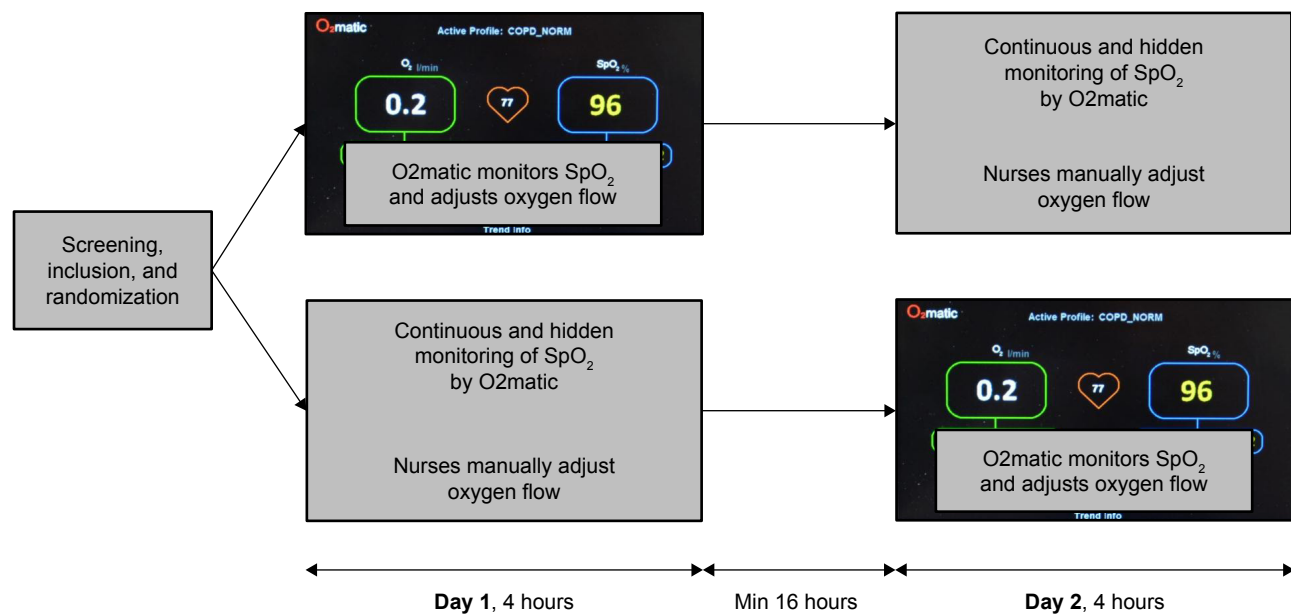 O₂matic
Active Profile: COPD_NORM
O₂ l/min
SpO₂ %
0.2
77
96
O2matic monitors SpO₂
and adjusts oxygen flow
Trend Info
Continuous and hidden
monitoring of SpO₂
by O2matic
Nurses manually adjust
oxygen flow
Screening,
inclusion, and
randomization
Continuous and hidden
monitoring of SpO₂
by O2matic
Nurses manually adjust
oxygen flow
O₂matic
Active Profile: COPD_NORM
O₂ l/min
SpO₂ %
0.2
77
96
O2matic monitors SpO₂
and adjusts oxygen flow
Trend Info
Day 1, 4 hours
Min 16 hours
Day 2, 4 hours